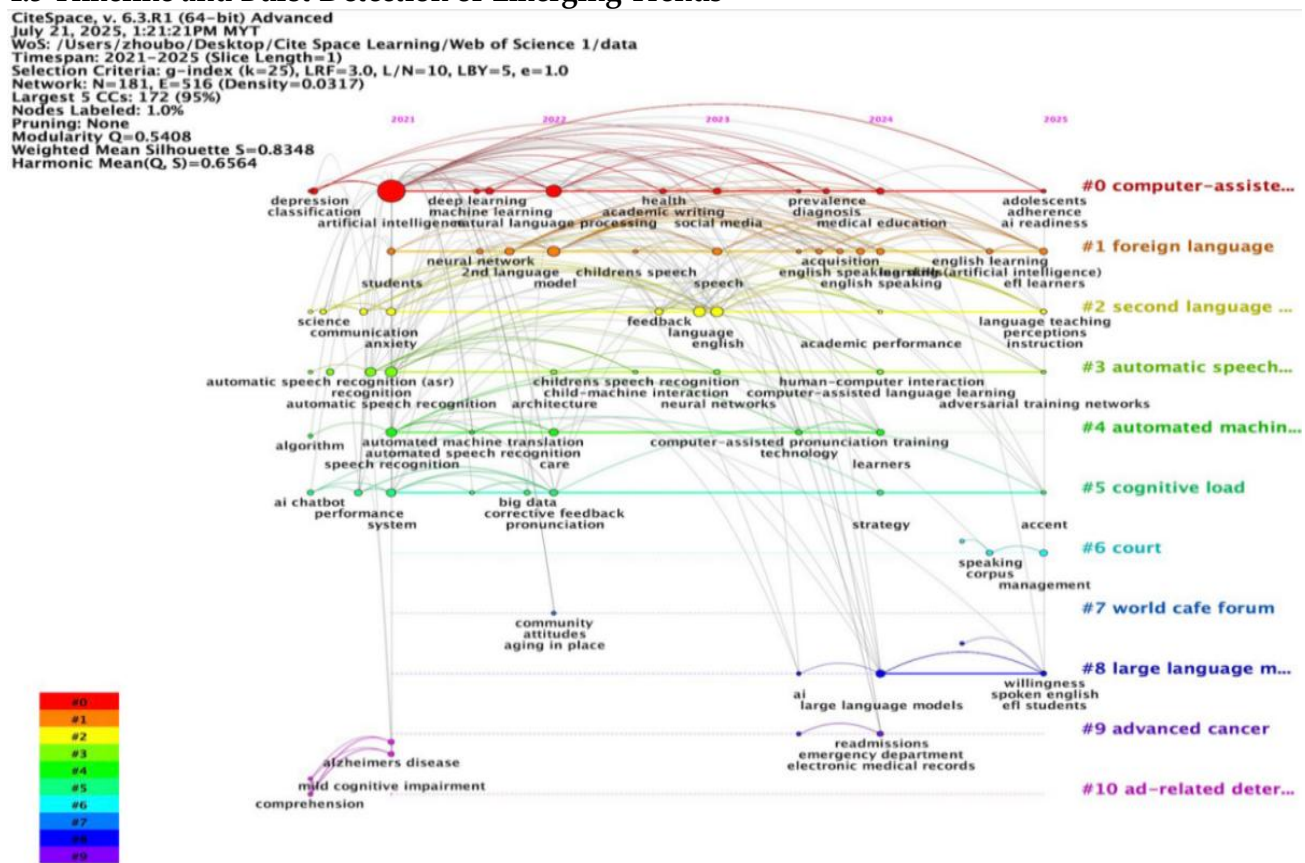 4.3 Timeline and Burst Detection of Emerging Trends
CiteSpace, v. 6.3.R1 (64-bit) Advanced
July 21, 2025, 1:21:21PM MYT
WoS: /Users/zhoubo/Desktop/Cite Space Learning/Web of Science 1/data
Timespan: 2021-2025 (Slice Length=1)
Selection Criteria: g-index (k=25), LRF=3.0, L/N=10, LBY=5, e=1.0
Network: N=181, E=516 (Density=0.0317)
Largest 5 CCs: 172 (95%)
Nodes Labeled: 1.0%
Pruning: None
Modularity Q=0.5408
Weighted Mean Silhouette S=0.8348
Harmonic Mean(Q, S)=0.6564
2021 2022 2023 2024 2025
#0 computer-assiste...
depression deep learning health prevalence adolescents
classification machine learning academic writing diagnosis adherence
artificial intelligence natural language processing social media medical education ai readiness
#1 foreign language
neural network acquisition english learning
2nd language childrens speech english speaking (artificial intelligence)
students model speech english speaking efl learners
#2 second language ...
science feedback language teaching
communication language perceptions
anxiety english academic performance instruction
#3 automatic speech...
automatic speech recognition (asr) childrens speech recognition human-computer interaction
recognition child-machine interaction computer-assisted language learning
automatic speech recognition architecture neural networks adversarial training networks
#4 automated machin...
algorithm automated machine translation computer-assisted pronunciation training
automated speech recognition technology
speech recognition care learners
#5 cognitive load
ai chatbot big data
performance corrective feedback
system pronunciation strategy accent
#6 court
speaking
corpus
management
#7 world cafe forum
community
attitudes
aging in place
#8 large language m...
ai willingness
large language models spoken english
efl students
#9 advanced cancer
readmissions
emergency department
electronic medical records
alzheimers disease
mild cognitive impairment
comprehension
#10 ad-related deter...
#0
#1
#2
#3
#4
#5
#6
#7
#8
#9